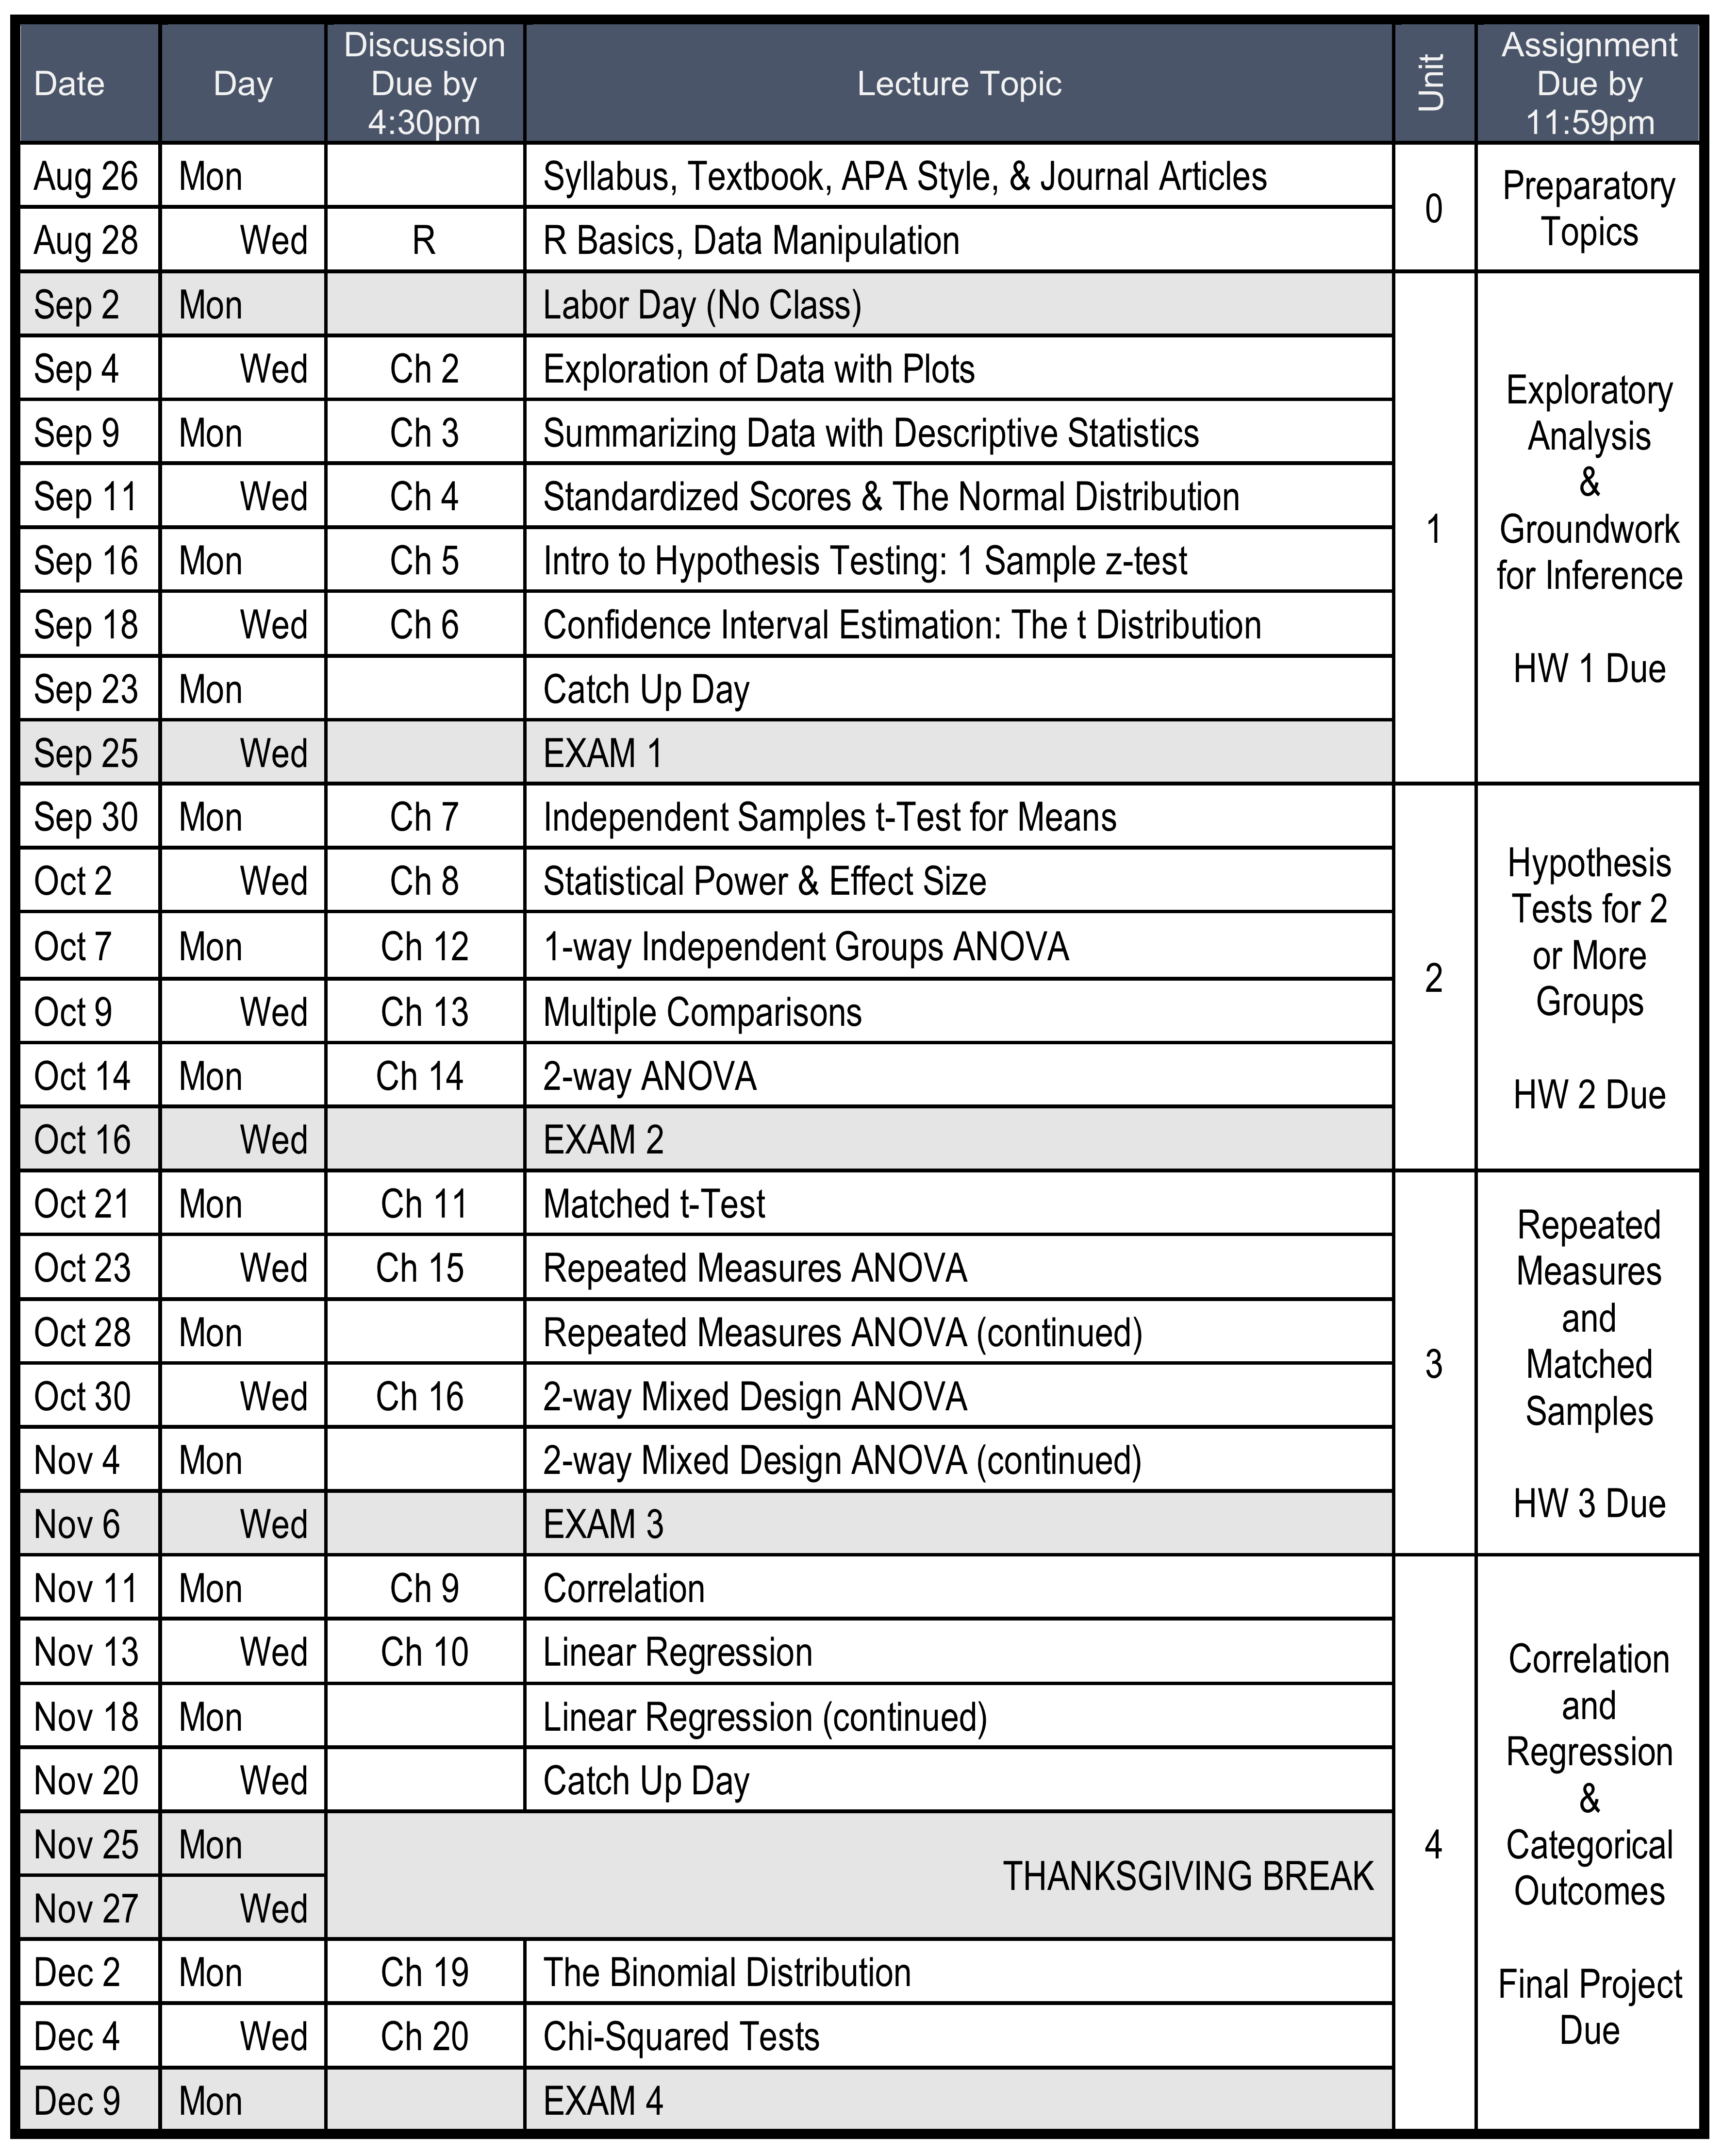 Date Day Discussion Due by 4:30pm Lecture Topic Unit Assignment Due by 11:59pm
Aug 26 Mon Syllabus, Textbook, APA Style, & Journal Articles 0 Preparatory Topics
Aug 28 Wed R R Basics, Data Manipulation
Sep 2 Mon Labor Day (No Class) 1 Exploratory Analysis & Groundwork for Inference HW 1 Due
Sep 4 Wed Ch 2 Exploration of Data with Plots
Sep 9 Mon Ch 3 Summarizing Data with Descriptive Statistics
Sep 11 Wed Ch 4 Standardized Scores & The Normal Distribution
Sep 16 Mon Ch 5 Intro to Hypothesis Testing: 1 Sample z-test
Sep 18 Wed Ch 6 Confidence Interval Estimation: The t Distribution
Sep 23 Mon Catch Up Day
Sep 25 Wed EXAM 1
Sep 30 Mon Ch 7 Independent Samples t-Test for Means 2 Hypothesis Tests for 2 or More Groups HW 2 Due
Oct 2 Wed Ch 8 Statistical Power & Effect Size
Oct 7 Mon Ch 12 1-way Independent Groups ANOVA
Oct 9 Wed Ch 13 Multiple Comparisons
Oct 14 Mon Ch 14 2-way ANOVA
Oct 16 Wed EXAM 2
Oct 21 Mon Ch 11 Matched t-Test 3 Repeated Measures and Matched Samples HW 3 Due
Oct 23 Wed Ch 15 Repeated Measures ANOVA
Oct 28 Mon Repeated Measures ANOVA (continued)
Oct 30 Wed Ch 16 2-way Mixed Design ANOVA
Nov 4 Mon 2-way Mixed Design ANOVA (continued)
Nov 6 Wed EXAM 3
Nov 11 Mon Ch 9 Correlation 4 Correlation and Regression & Categorical Outcomes Final Project Due
Nov 13 Wed Ch 10 Linear Regression
Nov 18 Mon Linear Regression (continued)
Nov 20 Wed Catch Up Day
Nov 25 Mon THANKSGIVING BREAK
Nov 27 Wed
Dec 2 Mon Ch 19 The Binomial Distribution
Dec 4 Wed Ch 20 Chi-Squared Tests
Dec 9 Mon EXAM 4